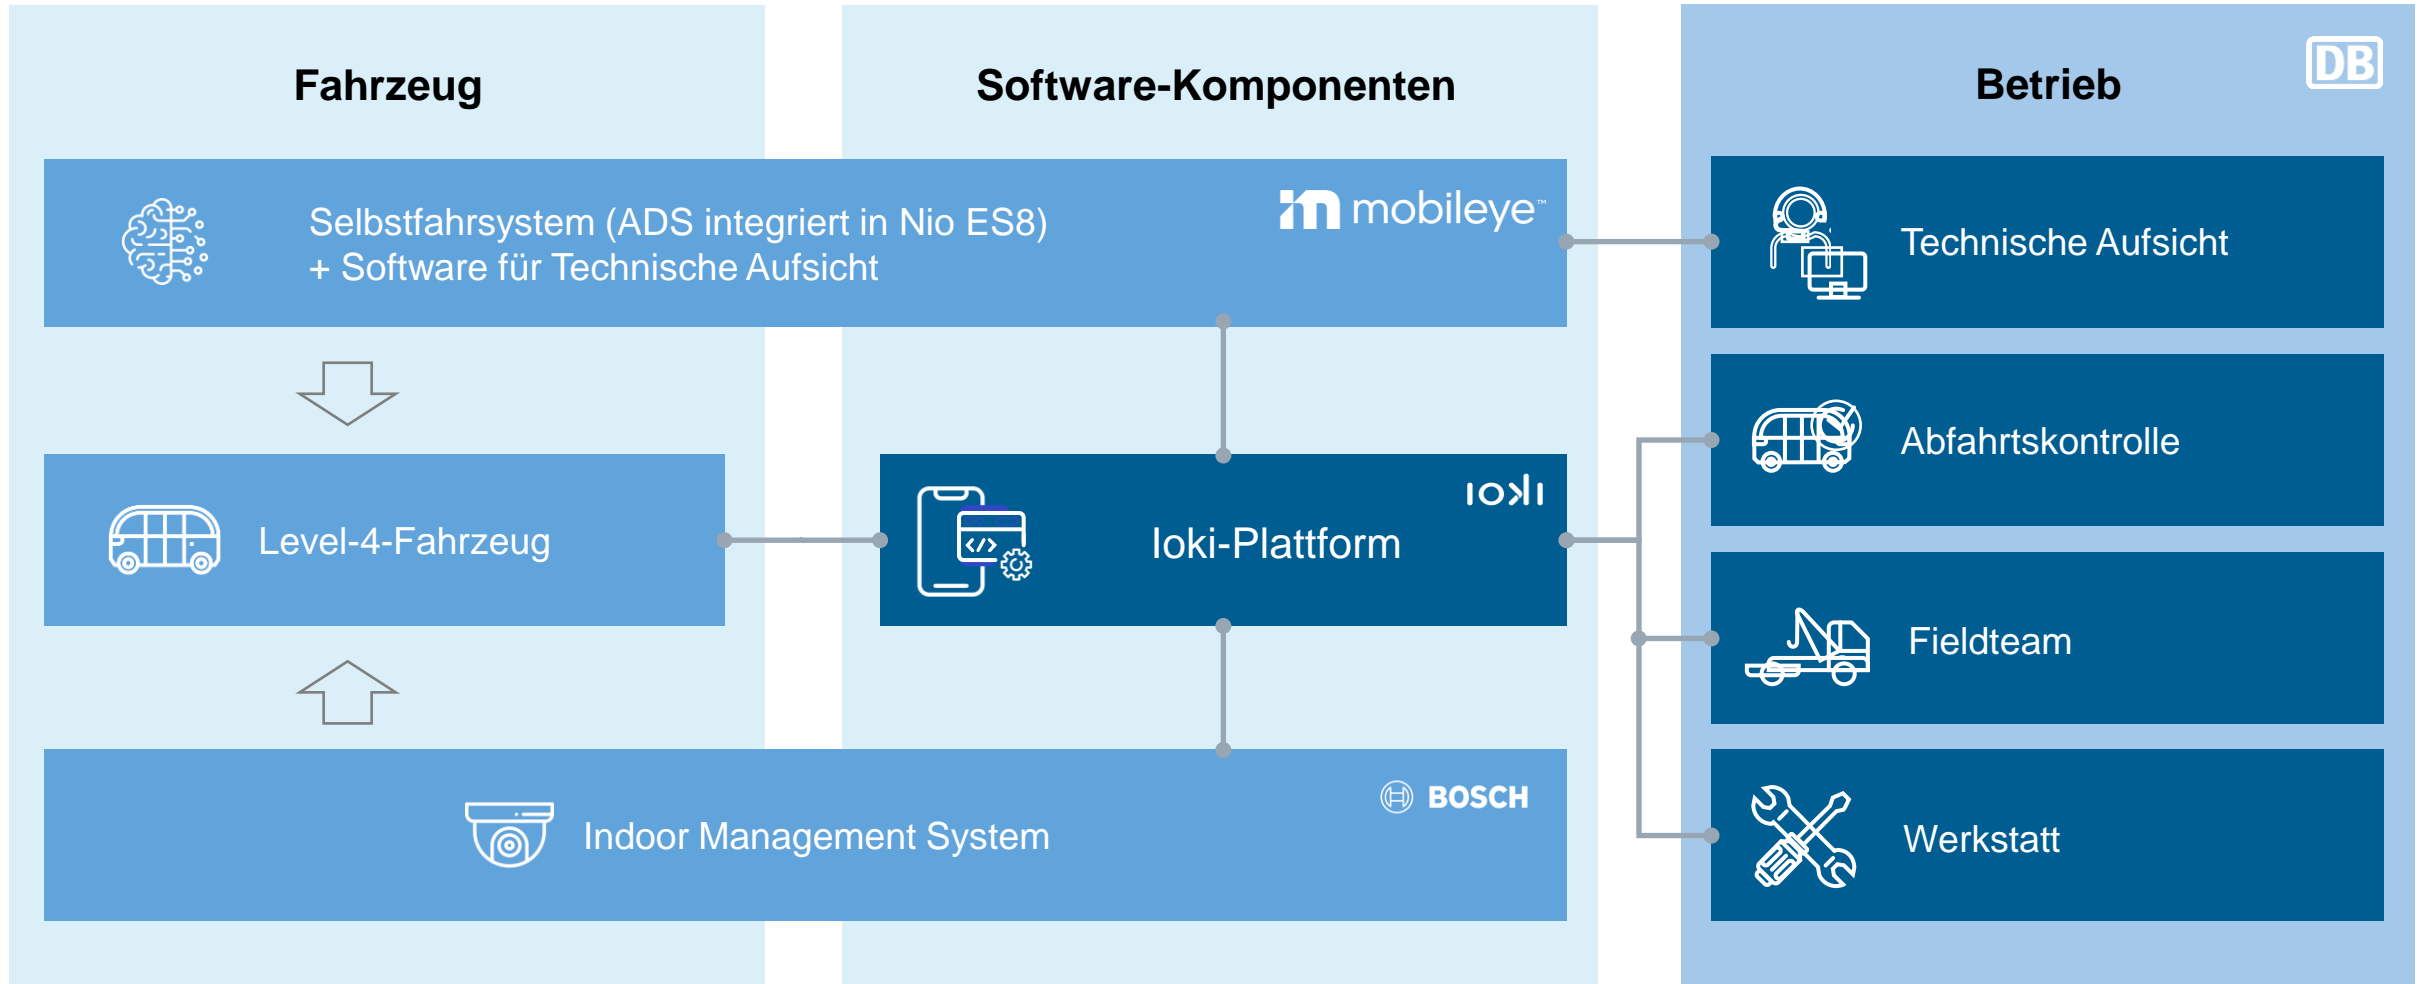 Fahrzeug
Software-Komponenten
Betrieb
DB
Selbstfahrsystem (ADS integriert in Nio ES8)
+ Software für Technische Aufsicht
mobileye™
Technische Aufsicht
Abfahrtskontrolle
Level-4-Fahrzeug
ioki
Ioki-Plattform
</>
Fieldteam
Indoor Management System
BOSCH
Werkstatt